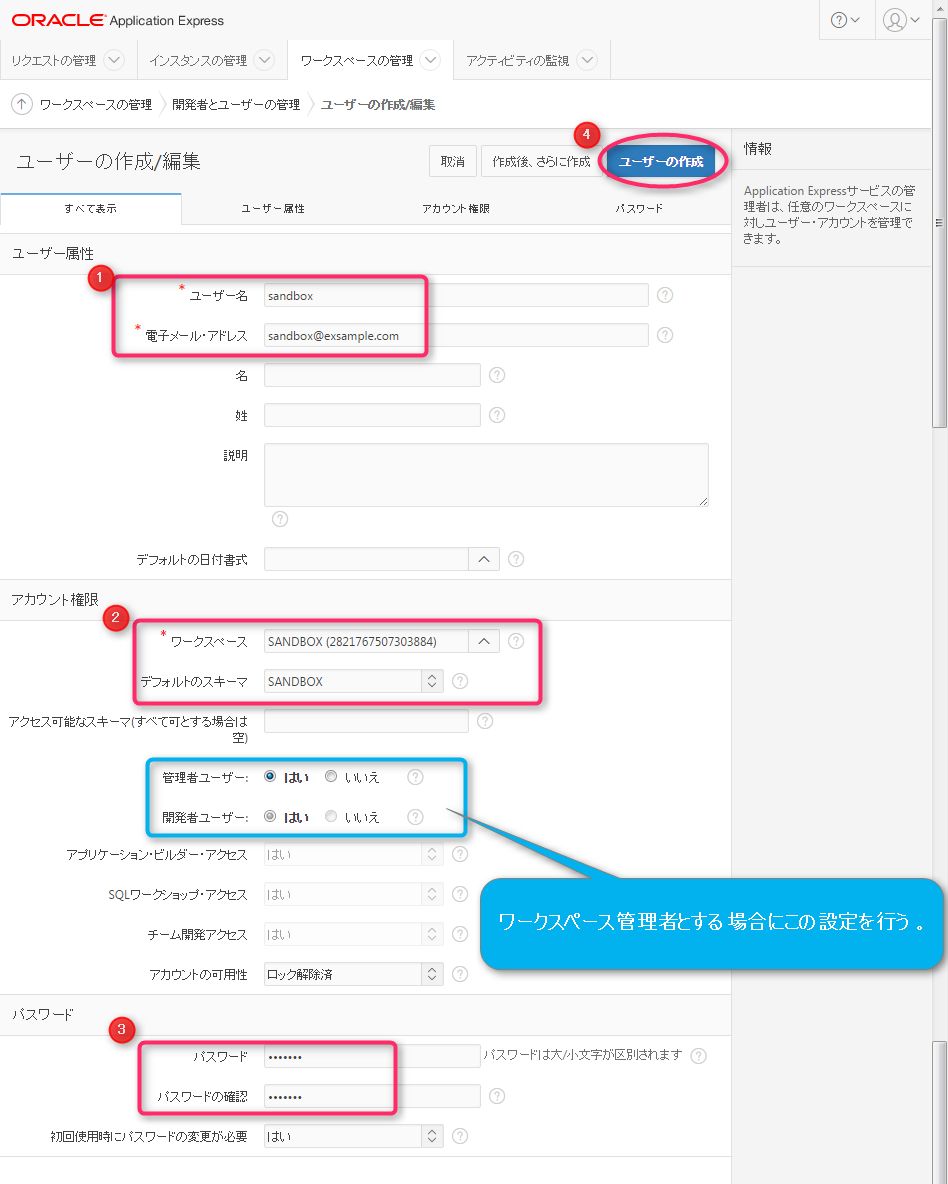 ORACLE Application Express
リクエストの管理 インスタンスの管理 ワークスペースの管理 アクティビティの監視
ワークスペースの管理 開発者とユーザーの管理 ユーザーの作成/編集
4
ユーザーの作成/編集 取消 作成後、さらに作成 ユーザーの作成
すべて表示 ユーザー属性 アカウント権限 パスワード
情報
Application Expressサービスの管
理者は、任意のワークスペースに
対しユーザー・アカウントを管理で
きます。
ユーザー属性
1
* ユーザー名 sandbox ?
* 電子メール・アドレス sandbox@exsample.com ?
名 ?
姓 ?
説明
?
デフォルトの日付書式 ?
アカウント権限
2
* ワークスペース SANDBOX (2821767507303884) ?
デフォルトのスキーマ SANDBOX ?
アクセス可能なスキーマ(すべて可とする場合は ?
空)
管理者ユーザー: はい いいえ ?
開発者ユーザー: はい いいえ ?
アプリケーション・ビルダー・アクセス はい ?
SQLワークショップ・アクセス はい ?
チーム開発アクセス はい ?
アカウントの可用性 ロック解除済 ?
ワークスペース管理者とする場合にこの設定を行う。
パスワード
3
パスワード ••••••• パスワードは大/小文字が区別されます ?
パスワードの確認 ••••••• ?
初回使用時にパスワードの変更が必要 はい ?